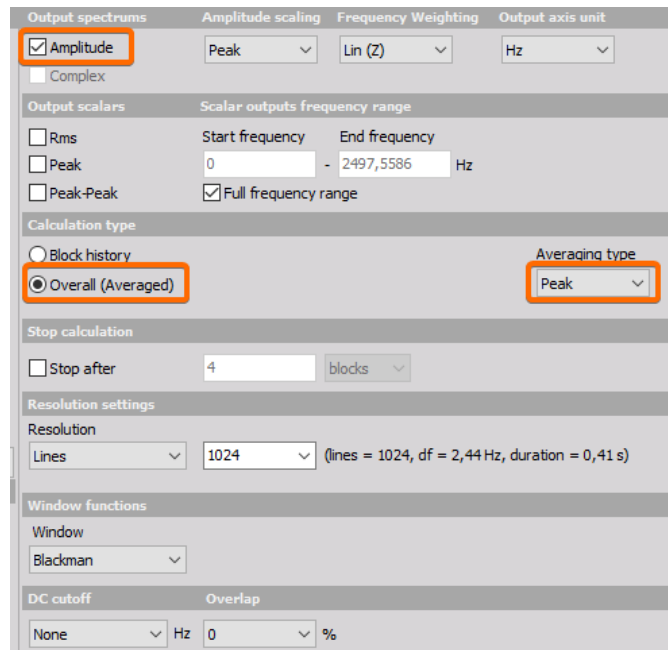 Output spectrums Amplitude scaling Frequency Weighting Output axis unit
Amplitude Peak Lin (Z) Hz
Complex
Output scalars Scalar outputs frequency range
Rms Start frequency End frequency
Peak 0 - 2497,5586 Hz
Peak-Peak Full frequency range
Calculation type
Block history Averaging type
Overall (Averaged) Peak
Stop calculation
Stop after 4 blocks
Resolution settings
Resolution
Lines 1024 (lines = 1024, df = 2,44 Hz, duration = 0,41 s)
Window functions
Window
Blackman
DC cutoff Overlap
None Hz 0 %